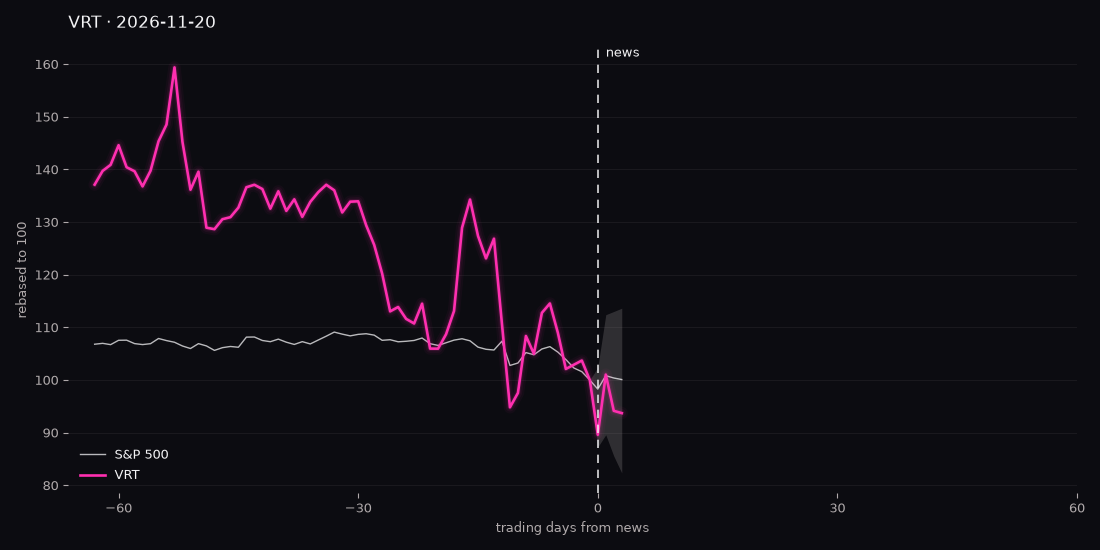 VRT · 2026-11-20
news
rebased to 100
160
150
140
130
120
110
100
90
80
S&P 500
VRT
−60
−30
0
30
60
trading days from news